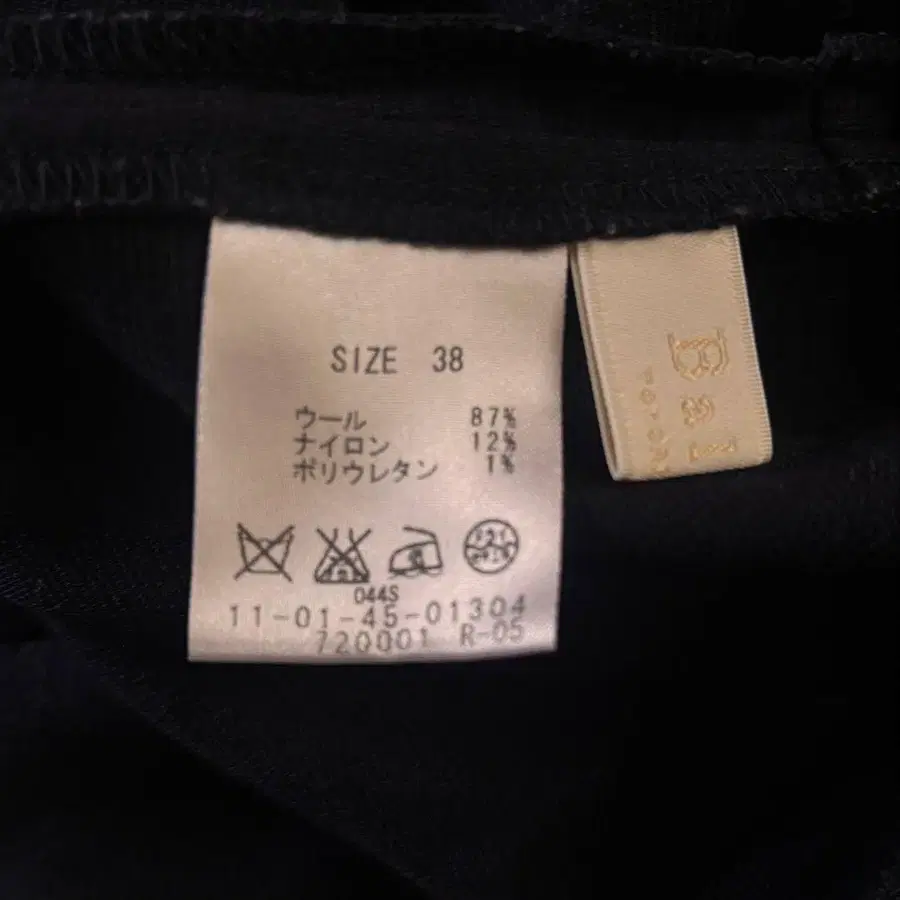 SIZE 38
ウール 87%
ナイロン 12%
ポリウレタン 1%
044S
11-01-45-01304
720001 R-05